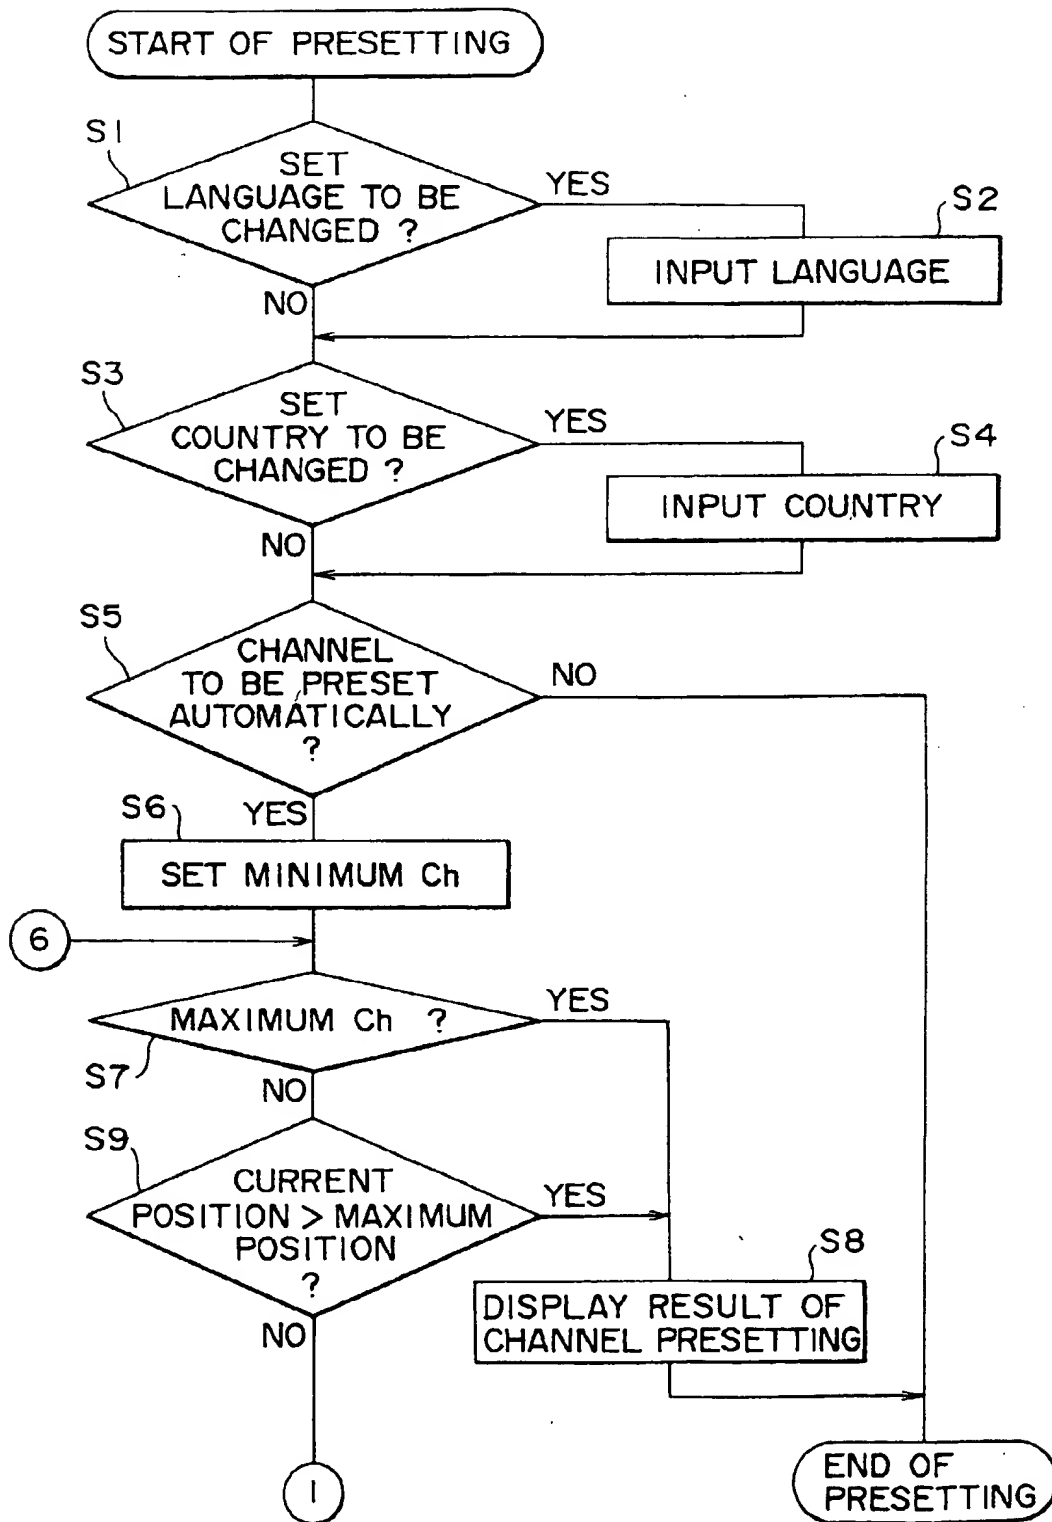 START OF PRESETTING
S1
SET
LANGUAGE TO BE
CHANGED ?
YES
S2
INPUT LANGUAGE
NO
S3
SET
COUNTRY TO BE
CHANGED ?
YES
S4
INPUT COUNTRY
NO
S5
CHANNEL
TO BE PRESET
AUTOMATICALLY
?
NO
YES
S6
SET MINIMUM Ch
6
MAXIMUM Ch ?
YES
S7
NO
S9
CURRENT
POSITION > MAXIMUM
POSITION
?
YES
NO
S8
DISPLAY RESULT OF
CHANNEL PRESETTING
1
END OF
PRESETTING